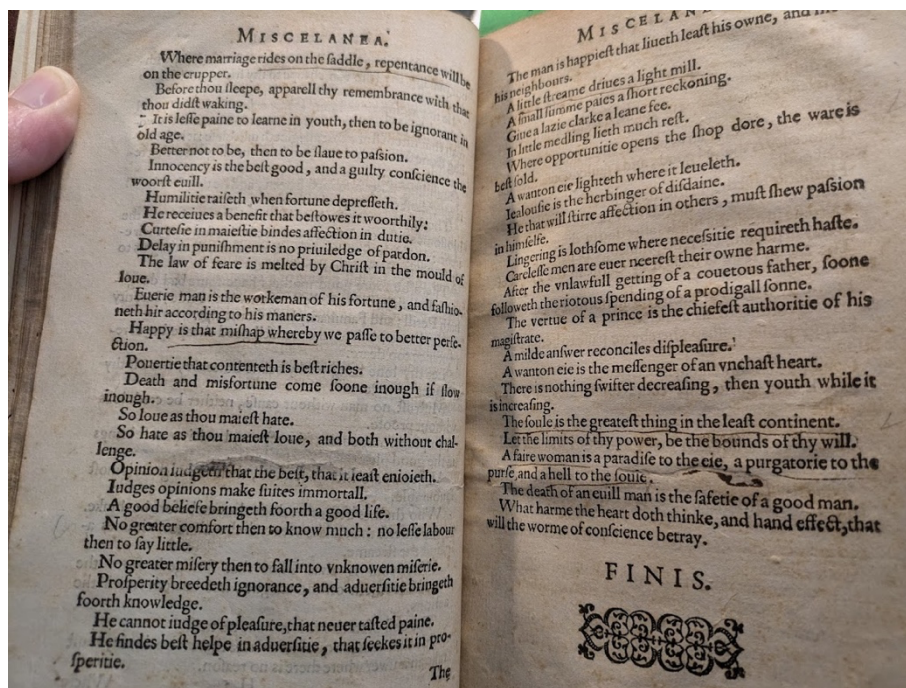 MISCELANEA.
Where marriage rides on the ſaddle, repentance will be
on the crupper.
Before thou ſleepe, apparell thy remembrance with that
thou didſt waking.
It is leſſe paine to learne in youth, then to be ignorant in
old age.
Better not to be, then to be ſlaue to paſsion.
Innocency is the beſt good, and a guilty conſcience the
woorſt euill.
Humilitie raiſeth when fortune depreſſeth.
He receiues a benefit that beſtowes it woorthily:
Curteſie in maieſtie bindes affection in dutie.
Delay in puniſhment is no priuiledge of pardon.
The law of feare is melted by Chriſt in the mould of
loue.
Euerie man is the workeman of his fortune, and faſhio-
neth hir according to his maners.
Happy is that miſhap whereby we paſſe to better perfe-
ction.
Pouertie that contenteth is beſt riches.
Death and misfortune come ſoone inough if ſlow
inough.
So loue as thou maieſt hate.
So hate as thou maieſt loue, and both without chal-
lenge.
Opinion iudgeth that the beſt, that it leaſt enioieth.
Iudges opinions make ſuites immortall.
A good beliefe bringeth foorth a good life.
No greater comfort then to know much: no leſſe labour
then to ſay little.
No greater miſery then to fall into vnknowen miſerie.
Proſperity breedeth ignorance, and aduerſitie bringeth
foorth knowledge.
He cannot iudge of pleaſure, that neuer taſted paine.
He findes beſt helpe in aduerſitie, that ſeekes it in pro-
ſperitie.
The
MISCELAN
The man is happieſt that liueth leaſt his owne, and
his neighbours.
A little ſtreame driues a light mill.
A ſmall ſumme paies a ſhort reckoning.
Giue a lazie clarke a leane fee.
In little medling lieth much reſt.
Where opportunitie opens the ſhop dore, the ware is
beſt ſold.
A wanton eie lighteth where it leueleth.
Iealouſie is the herbinger of diſdaine.
He that will ſtirre affection in others, muſt ſhew paſsion
in himſelfe.
Lingering is lothſome where neceſsitie requireth haſte.
Careleſſe men are euer neereſt their owne harme.
After the vnlawfull getting of a couetous father, ſoone
followeth the riotous ſpending of a prodigall ſonne.
The vertue of a prince is the chiefeſt authoritie of his
magiſtrate.
A milde anſwer reconciles diſpleaſure.
A wanton eie is the meſſenger of an vnchaſt heart.
There is nothing ſwifter decreaſing, then youth while it
is increaſing.
The ſoule is the greateſt thing in the least continent.
Let the limits of thy power, be the bounds of thy will.
A faire woman is a paradiſe to the eie, a purgatorie to the
purſe, and a hell to the ſoule.
The death of an euill man is the ſafetie of a good man.
What harme the heart doth thinke, and hand effect, that
will the worme of conſcience betray.
FINIS.